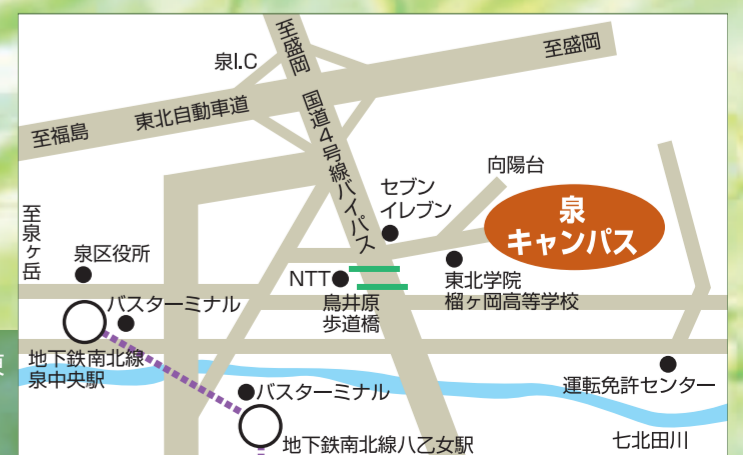 至盛岡
至盛岡
泉I.C
東北自動車道
至福島
国道4号線バイパス
向陽台
セブン
イレブン
泉
キャンパス
至泉ヶ岳
泉区役所
NTT
東北学院
榴ヶ岡高等学校
バスターミナル
鳥井原
歩道橋
地下鉄南北線
泉中央駅
運転免許センター
バスターミナル
地下鉄南北線八乙女駅
七北田川